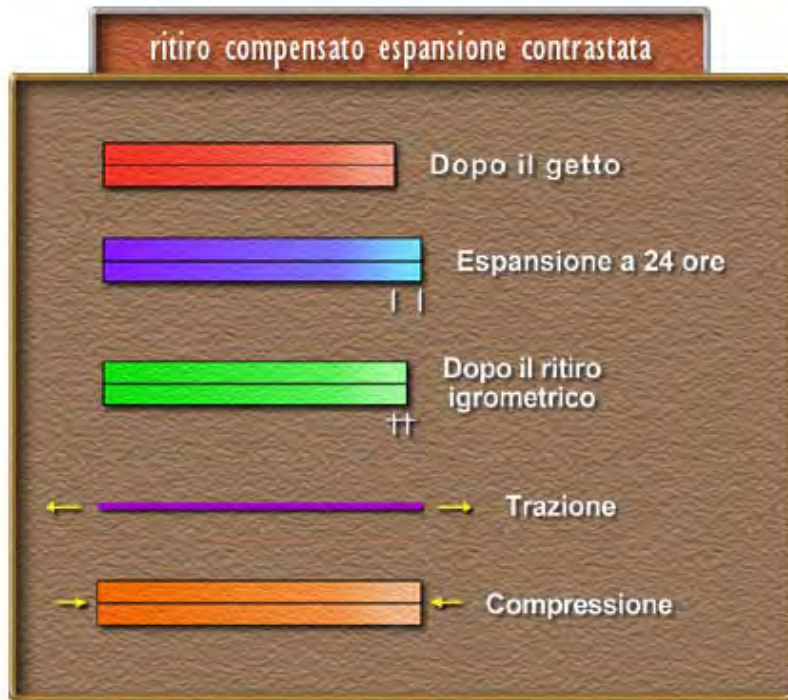 ritiro compensato espansione contrastata
Dopo il getto
Espansione a 24 ore
Dopo il ritiro
igrometrico
Trazione
Compressione